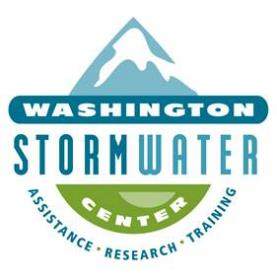 WASHINGTON
STORMWATER
CENTER
ASSISTANCE • RESEARCH • TRAINING